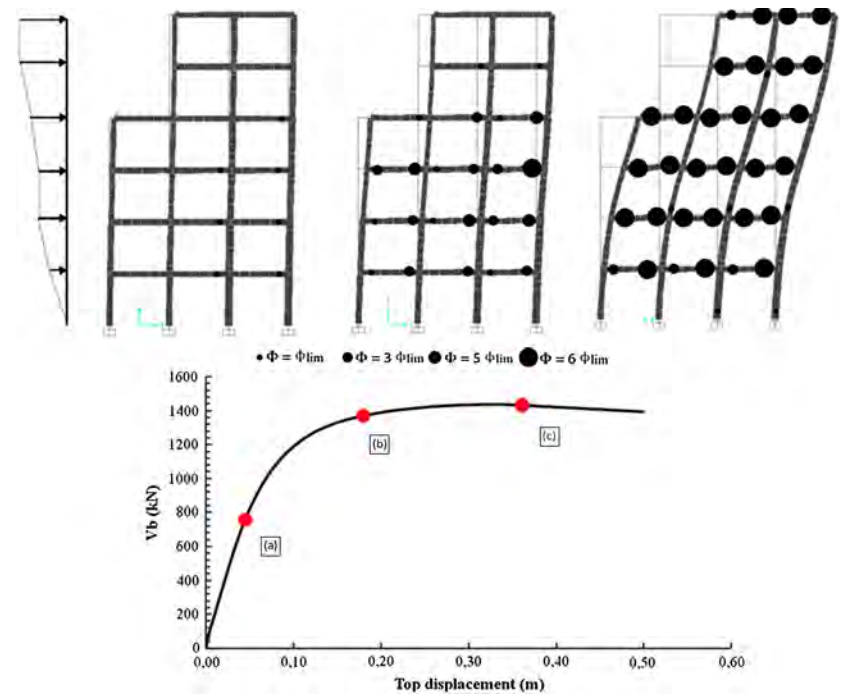 Φ = Φlim Φ = 3 Φlim Φ = 5 Φlim Φ = 6 Φlim
1600
1400
1200
1000
800
600
400
200
0
Vb (kN)
(a)
(b)
(c)
0,00 0,10 0,20 0,30 0,40 0,50 0,60
Top displacement (m)